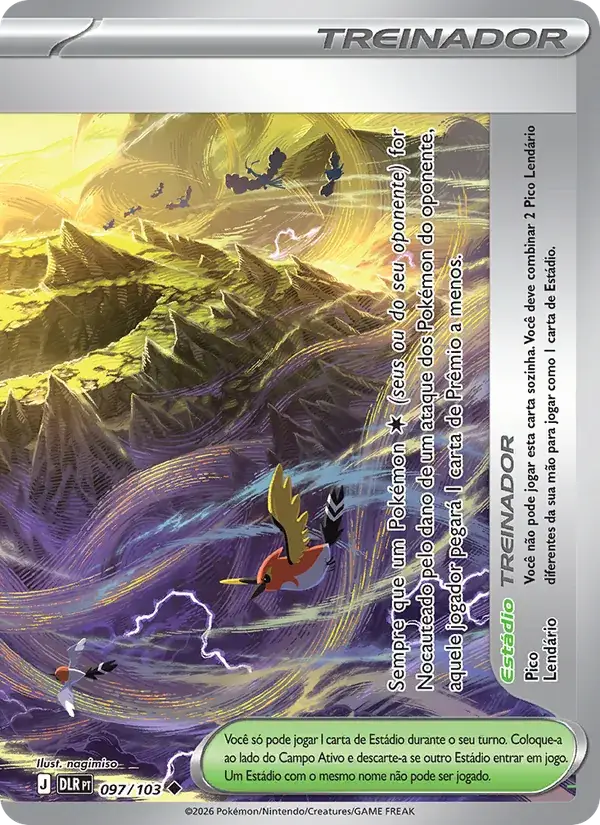 TREINADOR
Sempre que um Pokémon ★ (seus ou do seu oponente) for
Nocauteado pelo dano de um ataque dos Pokémon do oponente,
aquele jogador pegará 1 carta de Prêmio a menos.
Estádio TREINADOR
Você não pode jogar esta carta sozinha. Você deve combinar 2 Pico Lendário
diferentes da sua mão para jogar como 1 carta de Estádio.
Pico
Lendário
Você só pode jogar 1 carta de Estádio durante o seu turno. Coloque-a
ao lado do Campo Ativo e descarte-a se outro Estádio entrar em jogo.
Um Estádio com o mesmo nome não pode ser jogado.
Ilust. nagimiso
J DLR PT 097/103 ◆
©2026 Pokémon/Nintendo/Creatures/GAME FREAK